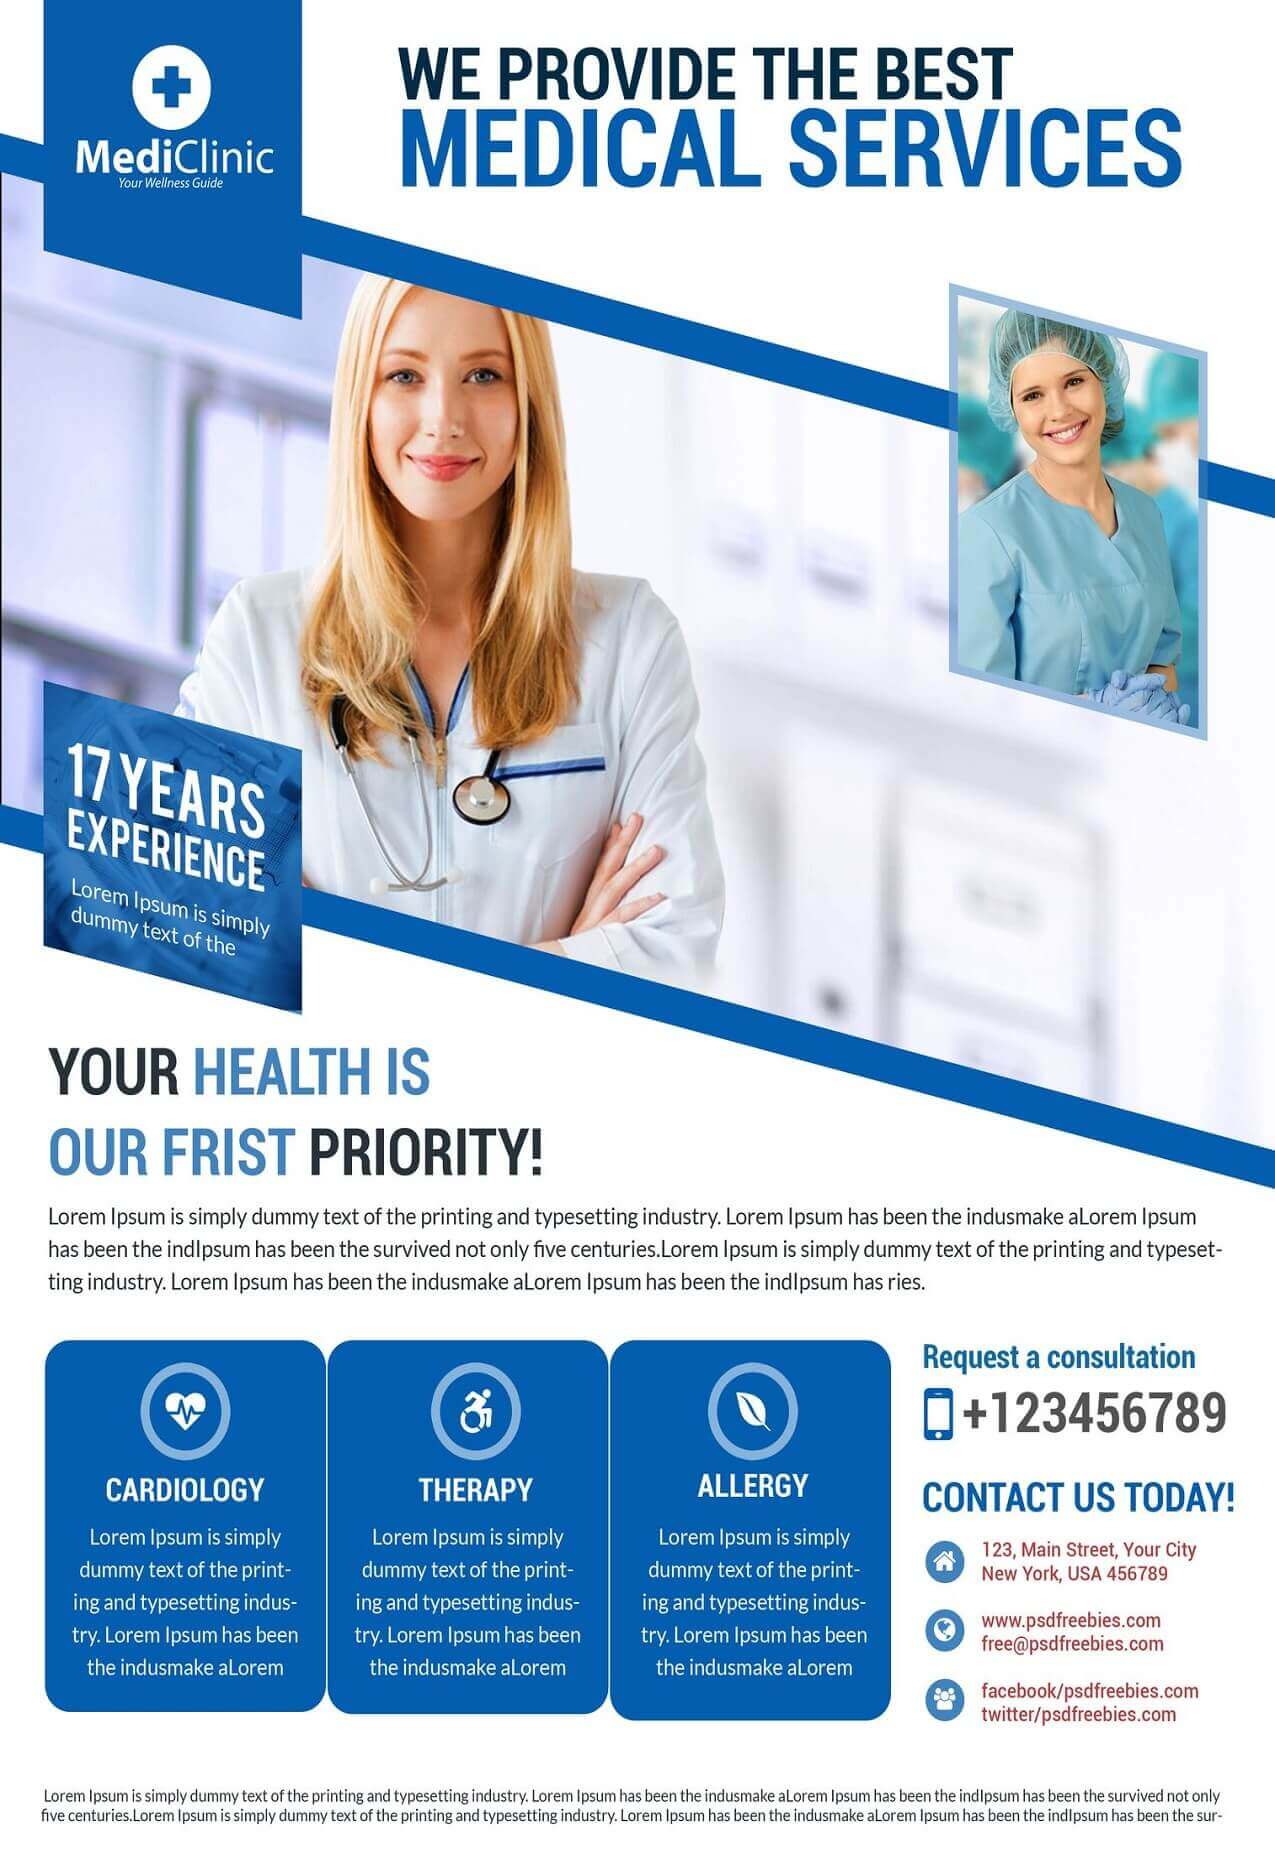 MediClinic
Your Wellness Guide
WE PROVIDE THE BEST
MEDICAL SERVICES
17 YEARS
EXPERIENCE
Lorem Ipsum is simply
dummy text of the
YOUR HEALTH IS
OUR FRIST PRIORITY!
Lorem Ipsum is simply dummy text of the printing and typesetting industry. Lorem Ipsum has been the indusmake aLorem Ipsum
has been the indIpsum has been the survived not only five centuries.Lorem Ipsum is simply dummy text of the printing and typeset-
ting industry. Lorem Ipsum has been the indusmake aLorem Ipsum has been the indIpsum has ries.
CARDIOLOGY
Lorem Ipsum is simply
dummy text of the print-
ing and typesetting indus-
try. Lorem Ipsum has been
the indusmake aLorem
THERAPY
Lorem Ipsum is simply
dummy text of the print-
ing and typesetting indus-
try. Lorem Ipsum has been
the indusmake aLorem
ALLERGY
Lorem Ipsum is simply
dummy text of the print-
ing and typesetting indus-
try. Lorem Ipsum has been
the indusmake aLorem
Request a consultation
+123456789
CONTACT US TODAY!
123, Main Street, Your City
New York, USA 456789
www.psdfreebies.com
free@psdfreebies.com
facebook/psdfreebies.com
twitter/psdfreebies.com
Lorem Ipsum is simply dummy text of the printing and typesetting industry. Lorem Ipsum has been the indusmake aLorem Ipsum has been the indIpsum has been the survived not only
five centuries.Lorem Ipsum is simply dummy text of the printing and typesetting industry. Lorem Ipsum has been the indusmake aLorem Ipsum has been the indIpsum has been the sur-